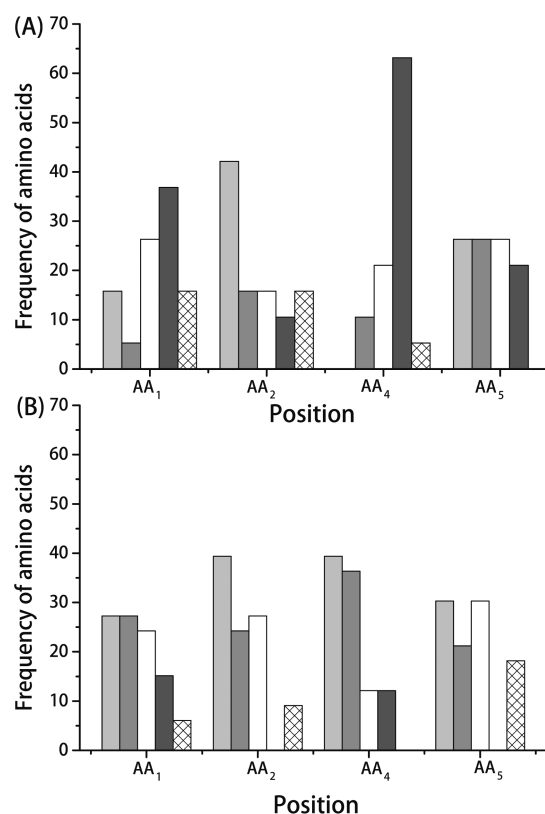 (A)
Frequency of amino acids
70
60
50
40
30
20
10
0
AA₁ AA₂ AA₄ AA₅
Position
(B)
Frequency of amino acids
70
60
50
40
30
20
10
0
AA₁ AA₂ AA₄ AA₅
Position